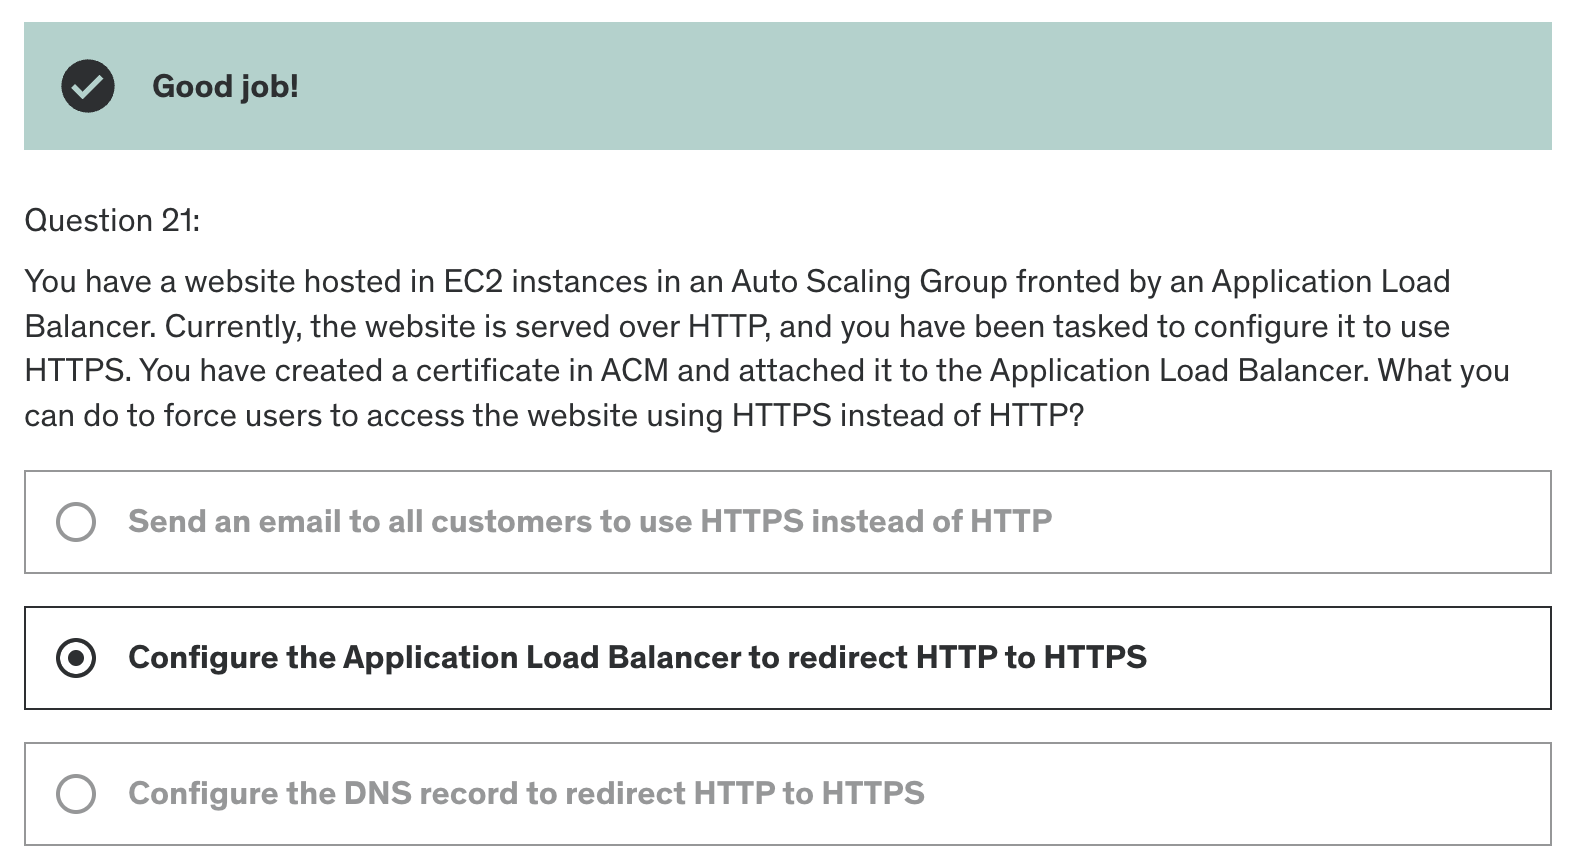 Good job!
Question 21:
You have a website hosted in EC2 instances in an Auto Scaling Group fronted by an Application Load
Balancer. Currently, the website is served over HTTP, and you have been tasked to configure it to use
HTTPS. You have created a certificate in ACM and attached it to the Application Load Balancer. What you
can do to force users to access the website using HTTPS instead of HTTP?
Send an email to all customers to use HTTPS instead of HTTP
Configure the Application Load Balancer to redirect HTTP to HTTPS
Configure the DNS record to redirect HTTP to HTTPS